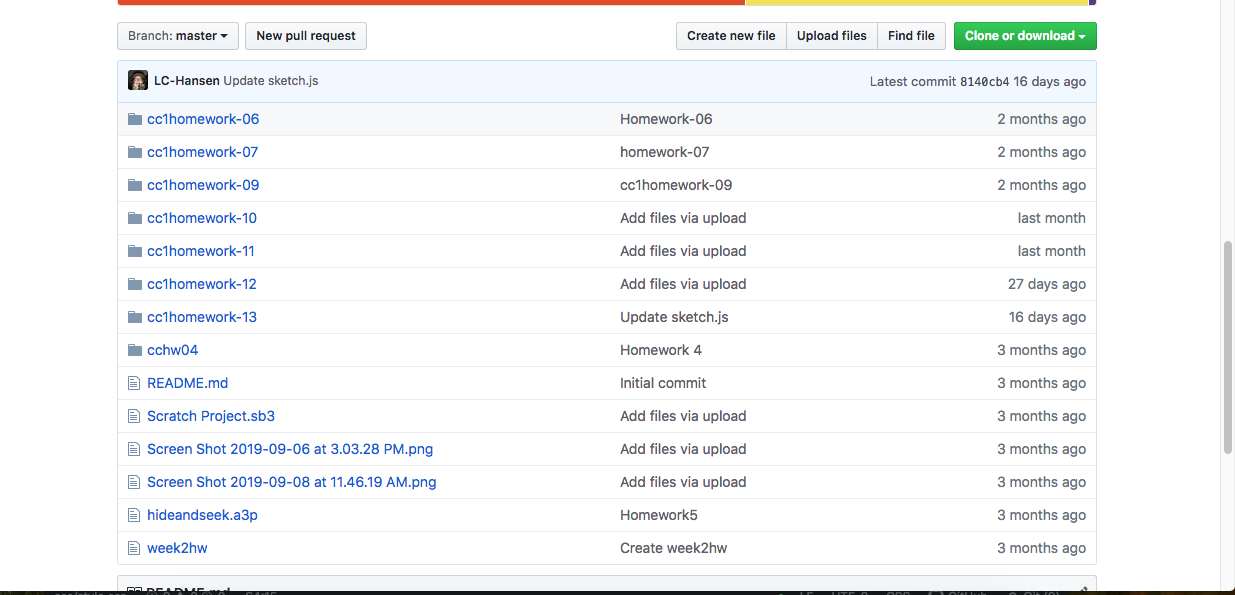 Branch: master New pull request Create new file Upload files Find file Clone or download
LC-Hansen Update sketch.js Latest commit 8140cb4 16 days ago
cc1homework-06 Homework-06 2 months ago
cc1homework-07 homework-07 2 months ago
cc1homework-09 cc1homework-09 2 months ago
cc1homework-10 Add files via upload last month
cc1homework-11 Add files via upload last month
cc1homework-12 Add files via upload 27 days ago
cc1homework-13 Update sketch.js 16 days ago
cchw04 Homework 4 3 months ago
README.md Initial commit 3 months ago
Scratch Project.sb3 Add files via upload 3 months ago
Screen Shot 2019-09-06 at 3.03.28 PM.png Add files via upload 3 months ago
Screen Shot 2019-09-08 at 11.46.19 AM.png Add files via upload 3 months ago
hideandseek.a3p Homework5 3 months ago
week2hw Create week2hw 3 months ago
README.md